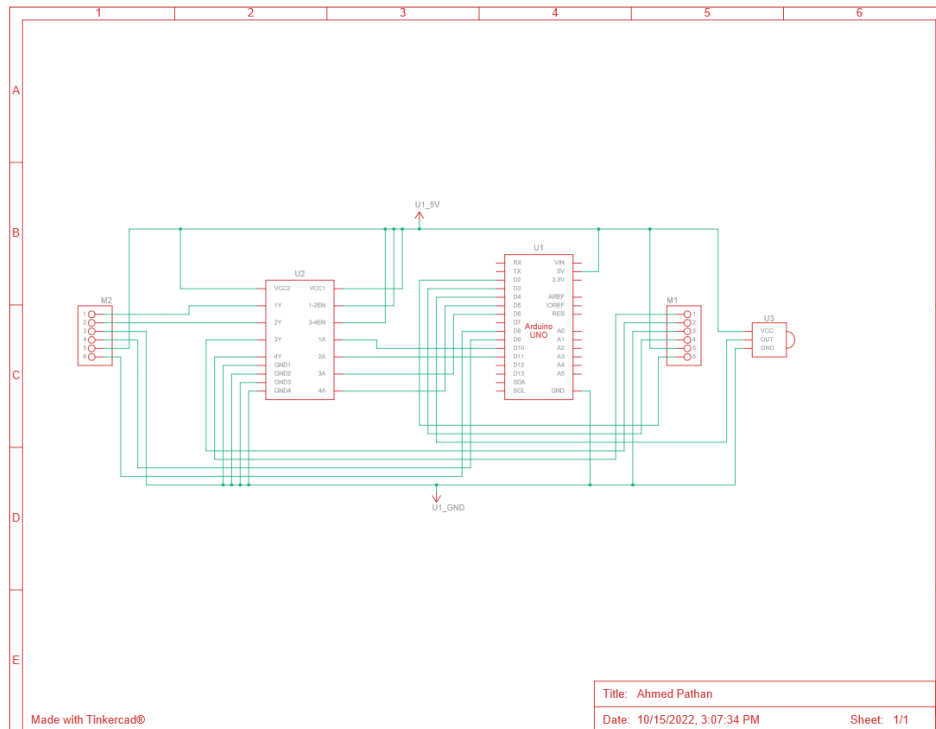 1 2 3 4 5 6
A
B
C
D
E
U1_5V
U1
RX VIN
TX 5V
D2 3.3V
D3
D4 AREF
D5 IOREF
D6 RES
D7
D8 A0
D9 A1
D10 A2
D11 A3
D12 A4
D13 A5
SDA
SCL GND
Arduino
UNO
U2
VCC2 VCC1
1Y 1-2EN
2Y 3-4EN
3Y 1A
4Y 2A
GND1
GND2 3A
GND3
GND4 4A
M2
1
2
3
4
5
6
M1
1
2
3
4
5
6
U3
VCC
OUT
GND
U1_GND
Title: Ahmed Pathan
Date: 10/15/2022, 3:07:34 PM Sheet: 1/1
Made with Tinkercad®